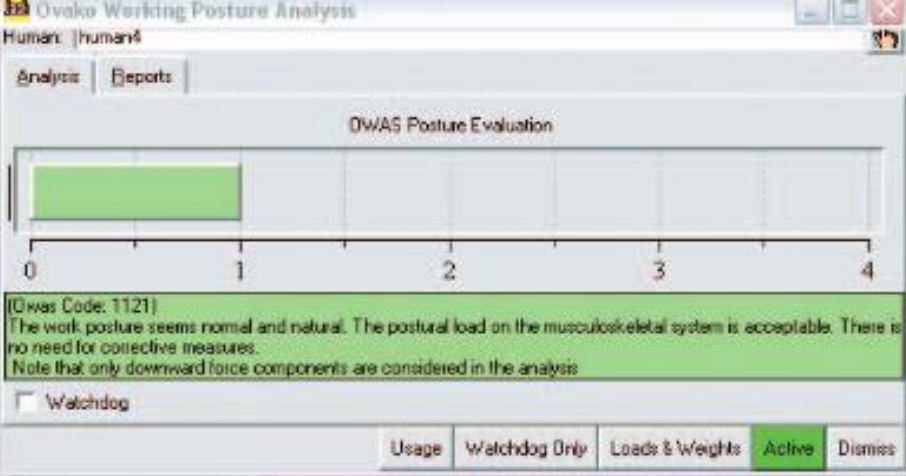 Ovako Working Posture Analysis
Human: human4
Analysis Reports
OWAS Posture Evaluation
0 1 2 3 4
(Owas Code: 1121)
The work posture seems normal and natural. The postural load on the musculoskeletal system is acceptable. There is
no need for corrective measures.
Note that only downward force components are considered in the analysis
Watchdog
Usage Watchdog Only Loads & Weights Active Dismiss